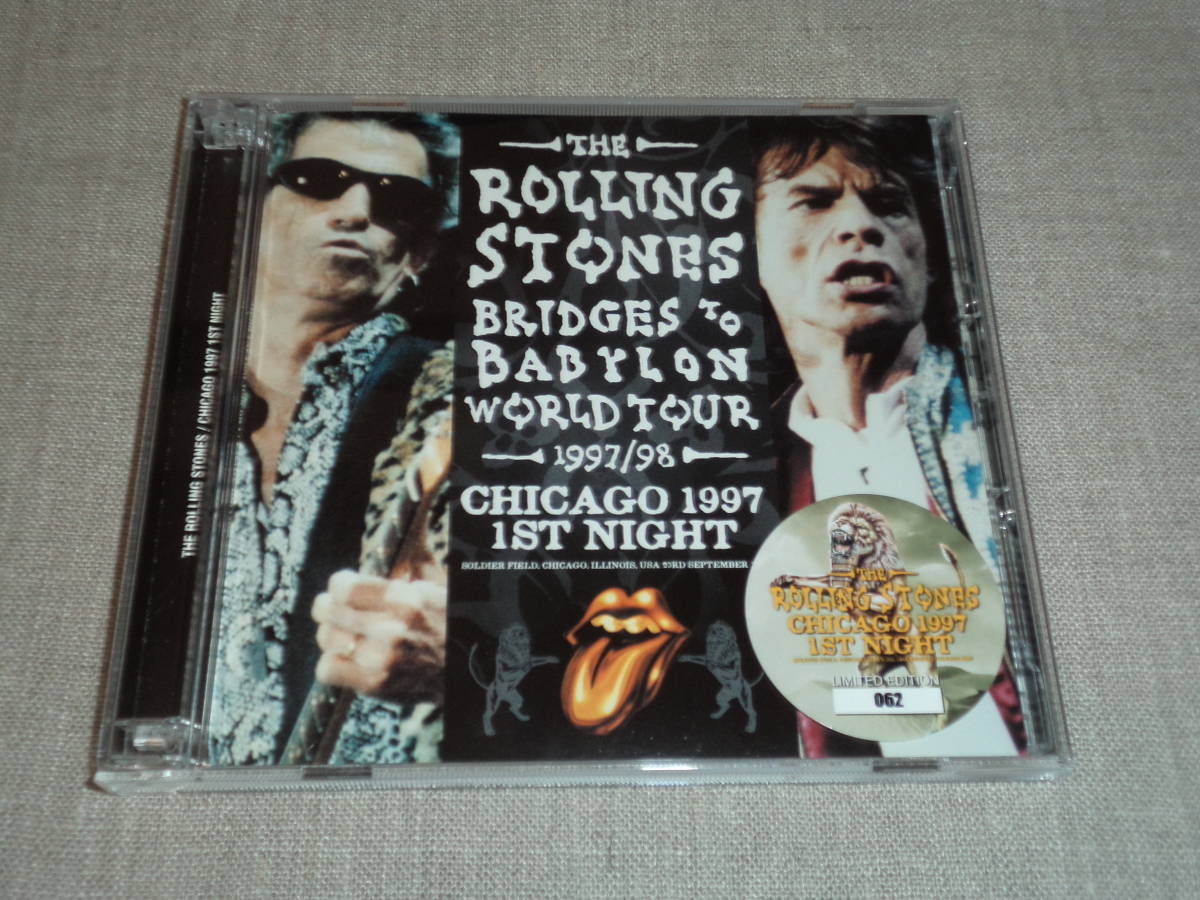 THE ROLLING STONES / CHICAGO 1997 1ST NIGHT
THE
ROLLING
STONES
BRIDGES TO
BABYLON
WORLD TOUR
1997/98
CHICAGO 1997
1ST NIGHT
SOLDIER FIELD, CHICAGO, ILLINOIS, USA 23RD SEPTEMBER
THE
ROLLING STONES
CHICAGO 1997
1ST NIGHT
LIMITED EDITION
062